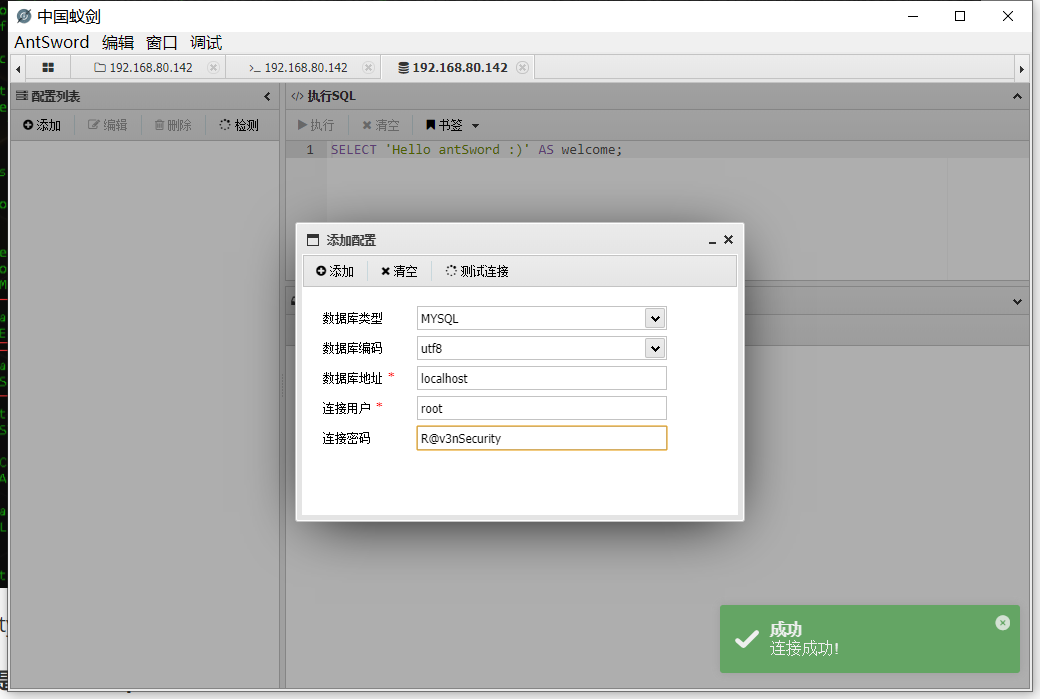 中国蚁剑
AntSword 编辑 窗口 调试
192.168.80.142 >_ 192.168.80.142 192.168.80.142
配置列表
添加 编辑 删除 检测
</> 执行SQL
执行 清空 书签
1 SELECT 'Hello antSword :)' AS welcome;
添加配置
添加 清空 测试连接
数据库类型 MYSQL
数据库编码 utf8
数据库地址 * localhost
连接用户 * root
连接密码 R@v3nSecurity
成功
连接成功!